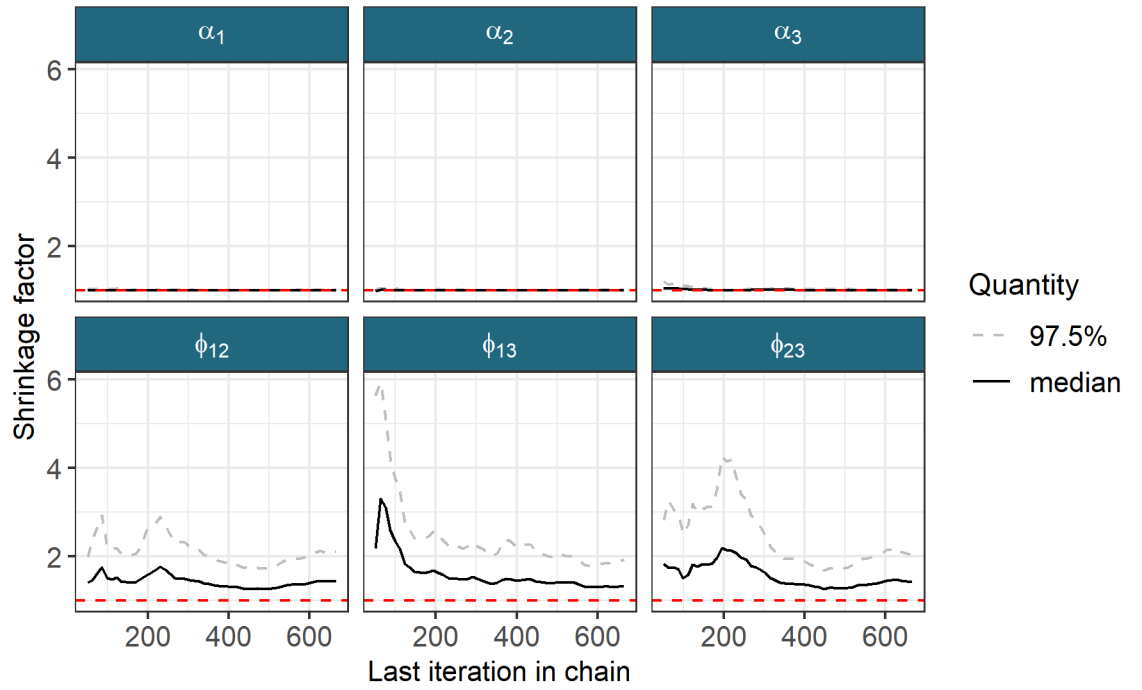 α1 α2 α3
6
4
2
Shrinkage factor
ϕ12 ϕ13 ϕ23
6
4
2
200 400 600 200 400 600 200 400 600
Last iteration in chain
Quantity
97.5%
median